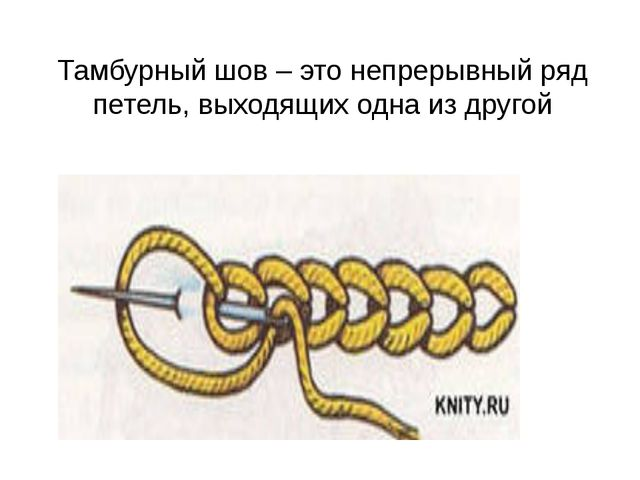 Тамбурный шов – это непрерывный ряд
петель, выходящих одна из другой
KNITY.RU